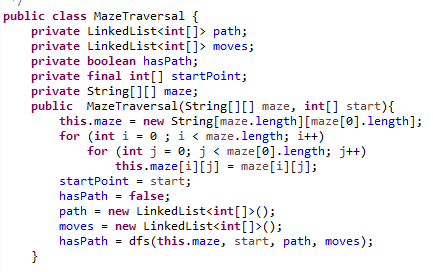 */
public class MazeTraversal {
    private LinkedList<int[]> path;
    private LinkedList<int[]> moves;
    private boolean hasPath;
    private final int[] startPoint;
    private String[][] maze;
    public  MazeTraversal(String[][] maze, int[] start){
        this.maze = new String[maze.length][maze[0].length];
        for (int i = 0 ; i < maze.length; i++)
            for (int j = 0; j < maze[0].length; j++)
                this.maze[i][j] = maze[i][j];
        startPoint = start;
        hasPath = false;
        path = new LinkedList<int[]>();
        moves = new LinkedList<int[]>();
        hasPath = dfs(this.maze, start, path, moves);
    }